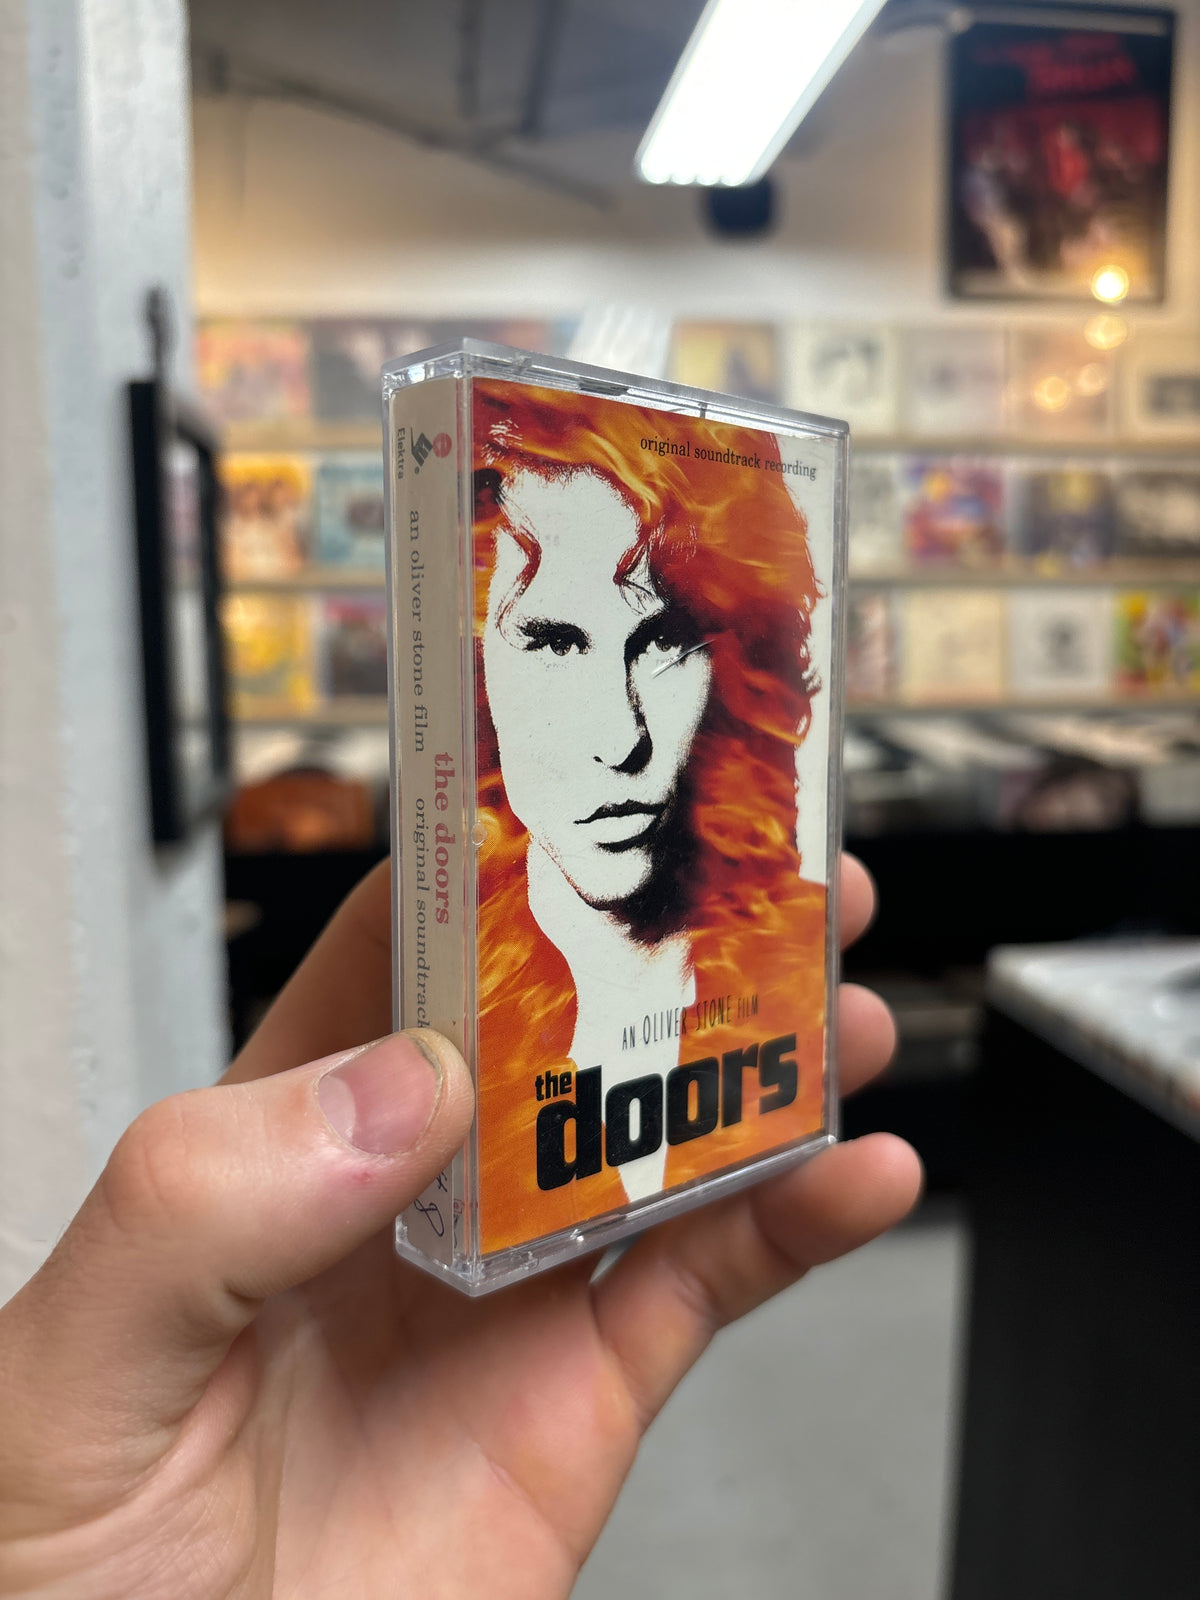 original soundtrack recording
AN OLIVER STONE FILM
the doors
Elektra
an oliver stone film
the doors
original soundtrack